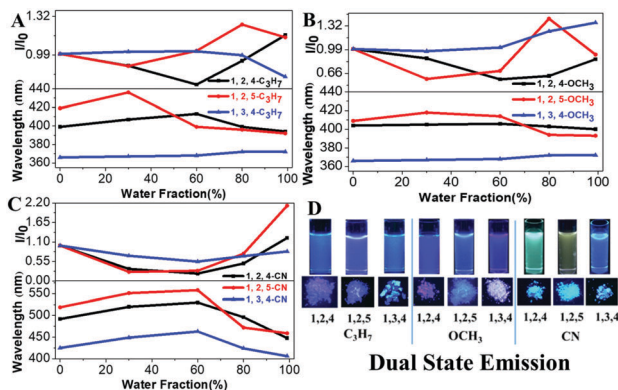 A
B
1.32
0.99
I/I0
1, 2, 4-C3H7
1, 2, 5-C3H7
1, 3, 4-C3H7
440
420
400
380
360
Wavelength (nm)
0 20 40 60 80 100
Water Fraction(%)
1.32
0.99
0.66
I/I0
1, 2, 4-OCH3
1, 2, 5-OCH3
1, 3, 4-OCH3
440
420
400
380
360
Wavelength (nm)
0 20 40 60 80 100
Water Fraction(%)
C
2.20
1.65
1.10
0.55
0.00
I/I0
1, 2, 4-CN
1, 2, 5-CN
1, 3, 4-CN
550
500
450
400
Wavelength (nm)
0 20 40 60 80 100
Water Fraction(%)
D
1,2,4 1,2,5 1,3,4 1,2,4 1,2,5 1,3,4 1,2,4 1,2,5 1,3,4
C3H7 OCH3 CN
Dual State Emission